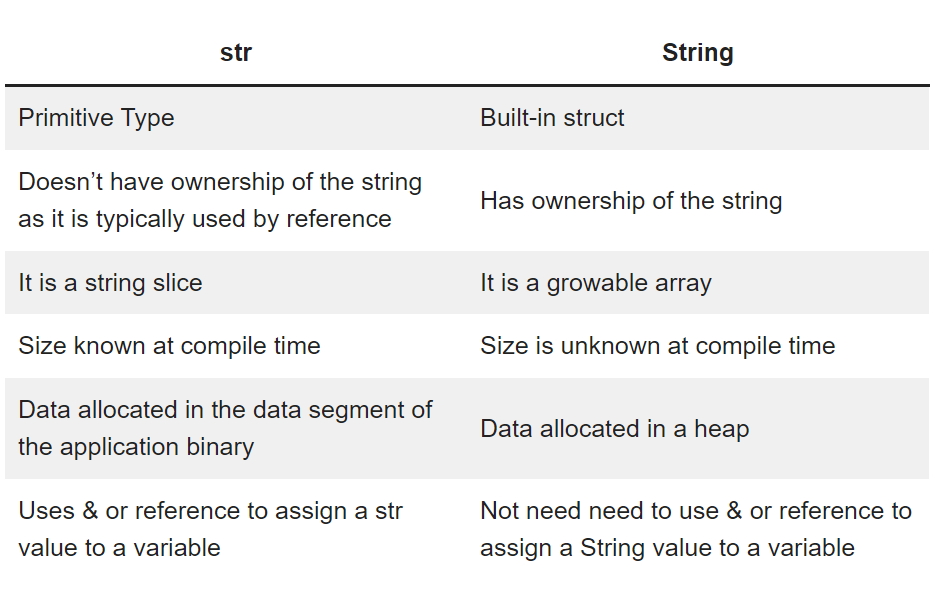 str
String
Primitive Type
Built-in struct
Doesn’t have ownership of the string
as it is typically used by reference
Has ownership of the string
It is a string slice
It is a growable array
Size known at compile time
Size is unknown at compile time
Data allocated in the data segment of
the application binary
Data allocated in a heap
Uses & or reference to assign a str
value to a variable
Not need need to use & or reference to
assign a String value to a variable